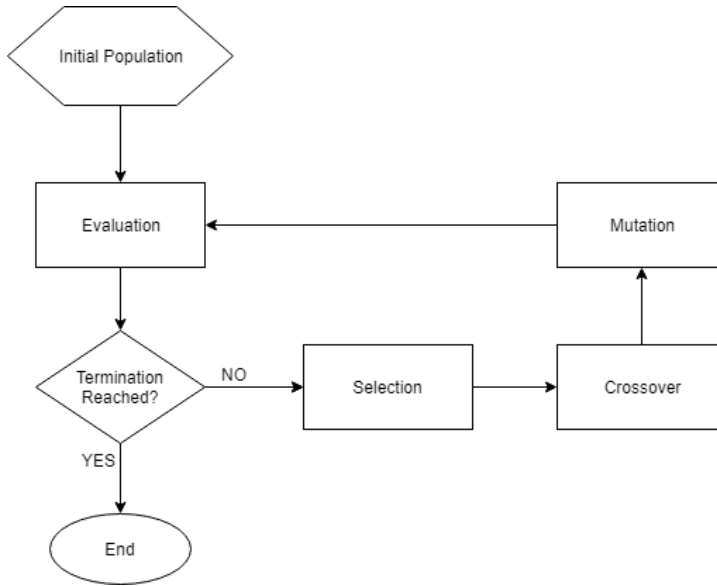 Initial Population
Evaluation
Mutation
Termination
Reached?
NO
Selection
Crossover
YES
End